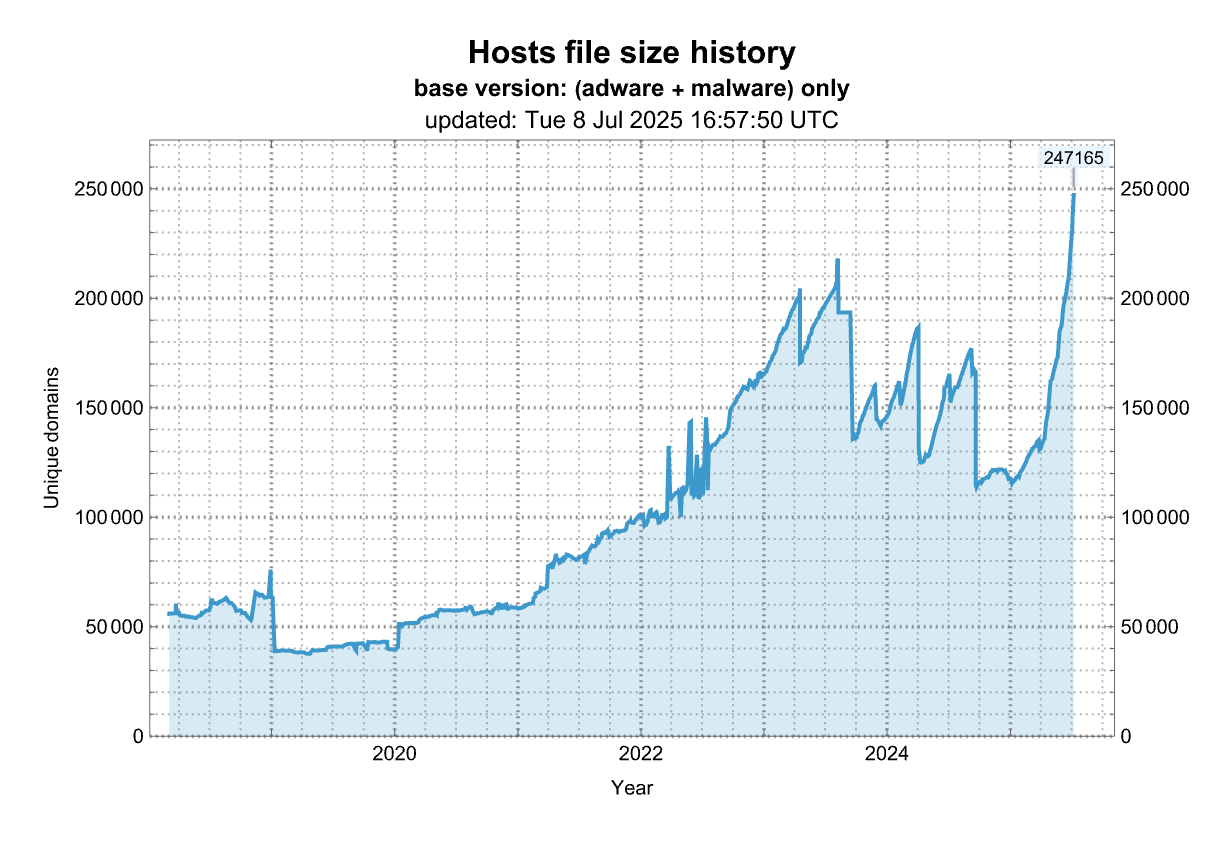 Hosts file size history
base version: (adware + malware) only
updated: Tue 8 Jul 2025 16:57:50 UTC
247165
250 000 250 000
200 000 200 000
150 000 150 000
100 000 100 000
50 000 50 000
0 0
Unique domains
2020 2022 2024
Year